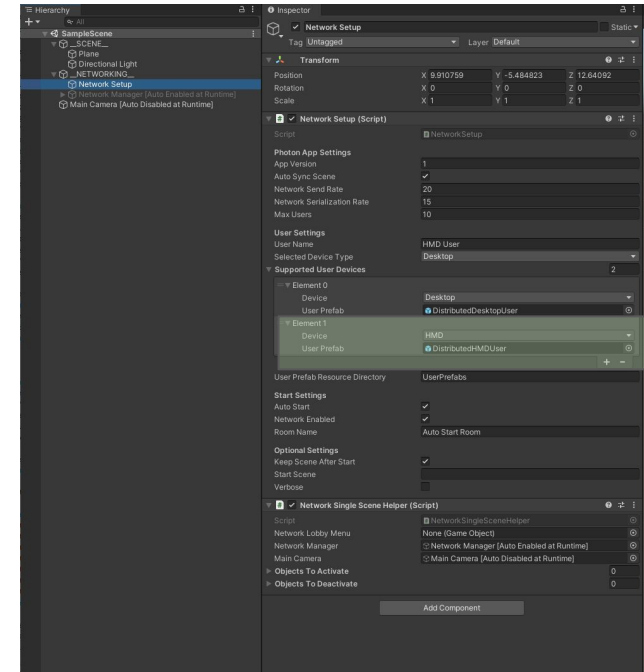 Hierarchy
All
SampleScene
__SCENE__
Plane
Directional Light
__NETWORKING__
Network Setup
Network Manager [Auto Enabled at Runtime]
Main Camera [Auto Disabled at Runtime]
Inspector
Network Setup
Static
Tag Untagged Layer Default
Transform
Position X 9.910759 Y -5.484823 Z 12.64092
Rotation X 0 Y 0 Z 0
Scale X 1 Y 1 Z 1
Network Setup (Script)
Script NetworkSetup
Photon App Settings
App Version 1
Auto Sync Scene
Network Send Rate 20
Network Serialization Rate 15
Max Users 10
User Settings
User Name HMD User
Selected Device Type Desktop
Supported User Devices 2
Element 0
Device Desktop
User Prefab DistributedDesktopUser
Element 1
Device HMD
User Prefab DistributedHMDUser
+ -
User Prefab Resource Directory UserPrefabs
Start Settings
Auto Start
Network Enabled
Room Name Auto Start Room
Optional Settings
Keep Scene After Start
Start Scene
Verbose
Network Single Scene Helper (Script)
Script NetworkSingleSceneHelper
Network Lobby Menu None (Game Object)
Network Manager Network Manager [Auto Enabled at Runtime]
Main Camera Main Camera [Auto Disabled at Runtime]
Objects To Activate 0
Objects To Deactivate 0
Add Component